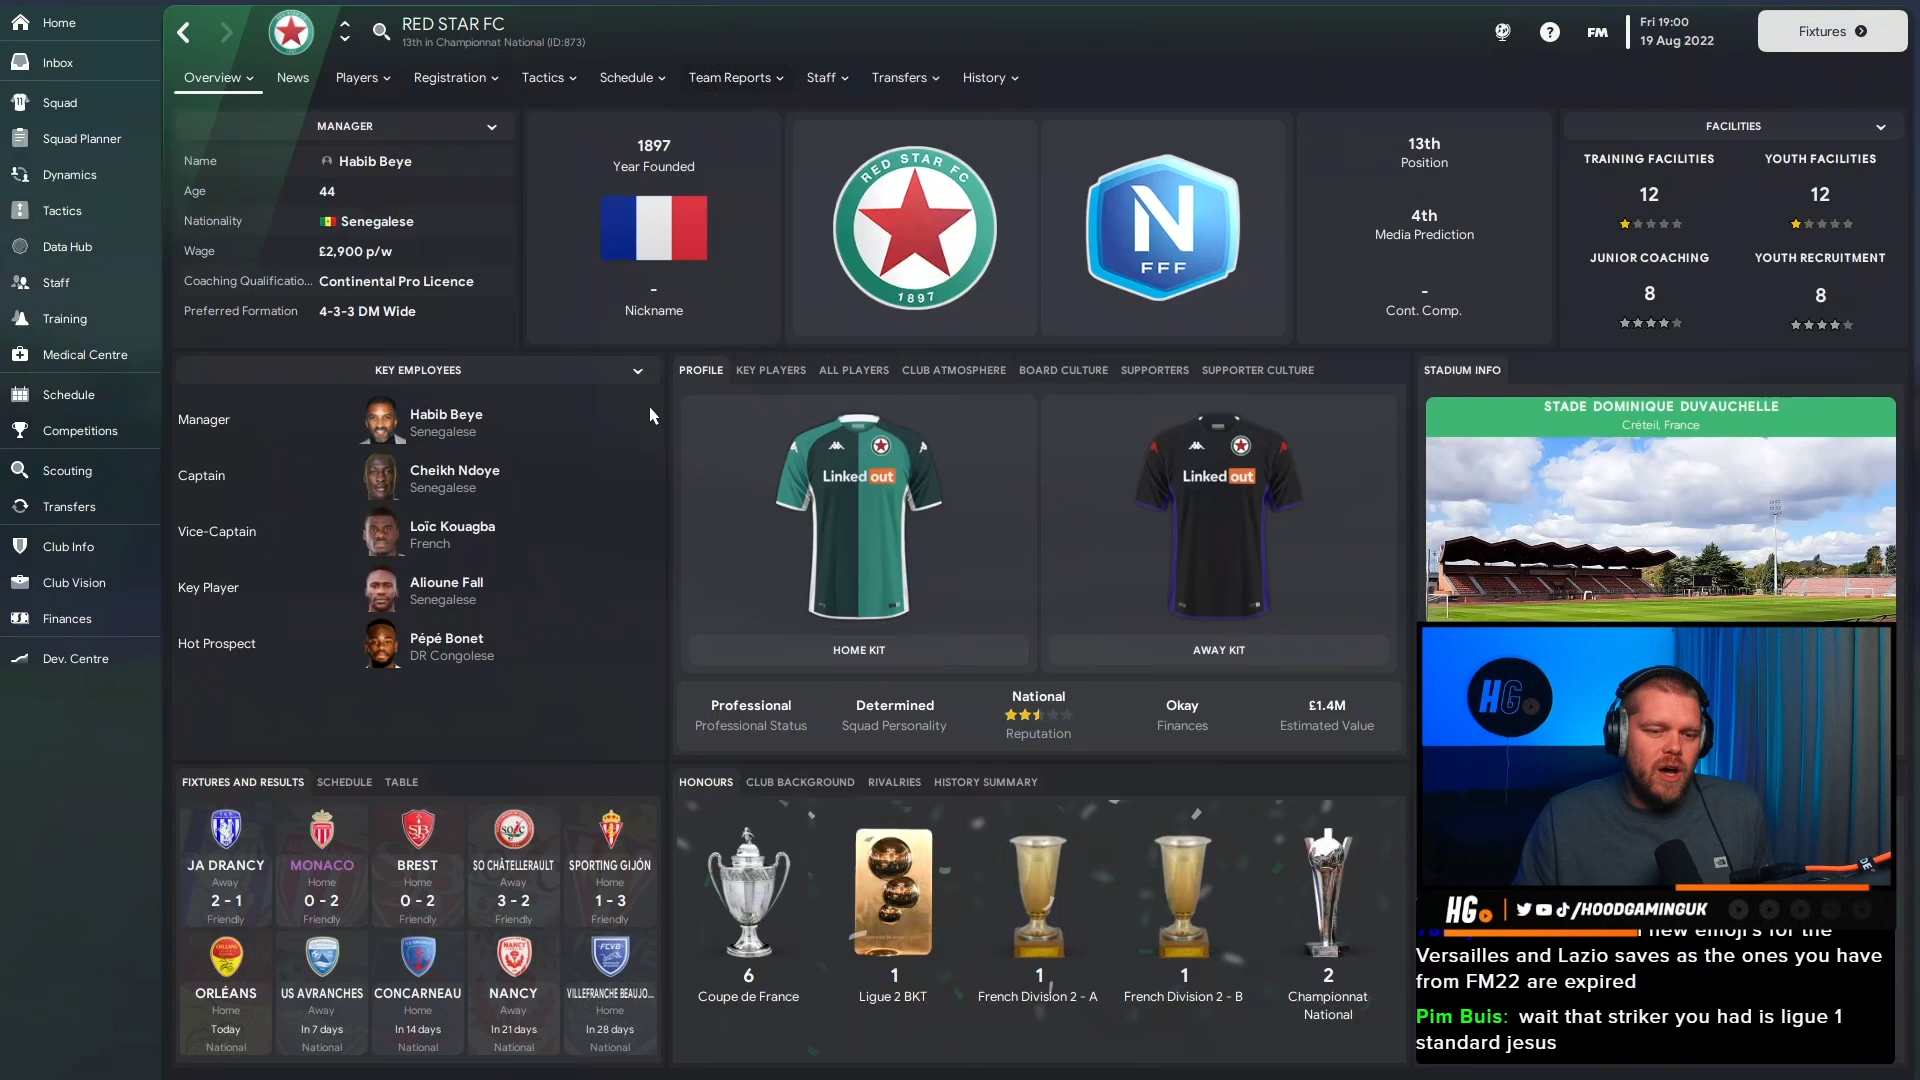 Home
Inbox
Squad
Squad Planner
Dynamics
Tactics
Data Hub
Staff
Training
Medical Centre
Schedule
Competitions
Scouting
Transfers
Club Info
Club Vision
Finances
Dev. Centre
RED STAR FC
13th in Championnat National (ID:873)
FM
Fri 19:00
19 Aug 2022
Fixtures
Overview News Players Registration Tactics Schedule Team Reports Staff Transfers History
MANAGER
Name Habib Beye
Age 44
Nationality Senegalese
Wage £2,900 p/w
Coaching Qualificatio... Continental Pro Licence
Preferred Formation 4-3-3 DM Wide
1897
Year Founded
-
Nickname
RED STAR FC
1897
N
FFF
13th
Position
4th
Media Prediction
-
Cont. Comp.
FACILITIES
TRAINING FACILITIES YOUTH FACILITIES
12 12
JUNIOR COACHING YOUTH RECRUITMENT
8 8
KEY EMPLOYEES
Manager Habib Beye
Senegalese
Captain Cheikh Ndoye
Senegalese
Vice-Captain Loïc Kouagba
French
Key Player Alioune Fall
Senegalese
Hot Prospect Pépé Bonet
DR Congolese
PROFILE KEY PLAYERS ALL PLAYERS CLUB ATMOSPHERE BOARD CULTURE SUPPORTERS SUPPORTER CULTURE
Linked out
Linked out
HOME KIT
AWAY KIT
Professional
Professional Status
Determined
Squad Personality
National
Reputation
Okay
Finances
£1.4M
Estimated Value
STADIUM INFO
STADE DOMINIQUE DUVAUCHELLE
Créteil, France
HG
FIXTURES AND RESULTS SCHEDULE TABLE
JA DRANCY MONACO BREST SO CHÂTELLERAULT SPORTING GIJÓN
Away Home Home Away Home
2 - 1 0 - 2 0 - 2 3 - 2 1 - 3
Friendly Friendly Friendly Friendly Friendly
ORLÉANS US AVRANCHES CONCARNEAU NANCY VILLEFRANCHE BEAUJO...
Home Away Home Away Home
Today In 7 days In 14 days In 21 days In 28 days
National National National National National
HONOURS CLUB BACKGROUND RIVALRIES HISTORY SUMMARY
6 1 1 1 2
Coupe de France Ligue 2 BKT French Division 2 - A French Division 2 - B Championnat
National
HG /HOODGAMINGUK
new emoji's for the
Versailles and Lazio saves as the ones you have
from FM22 are expired
Pim Buis: wait that striker you had is ligue 1
standard jesus